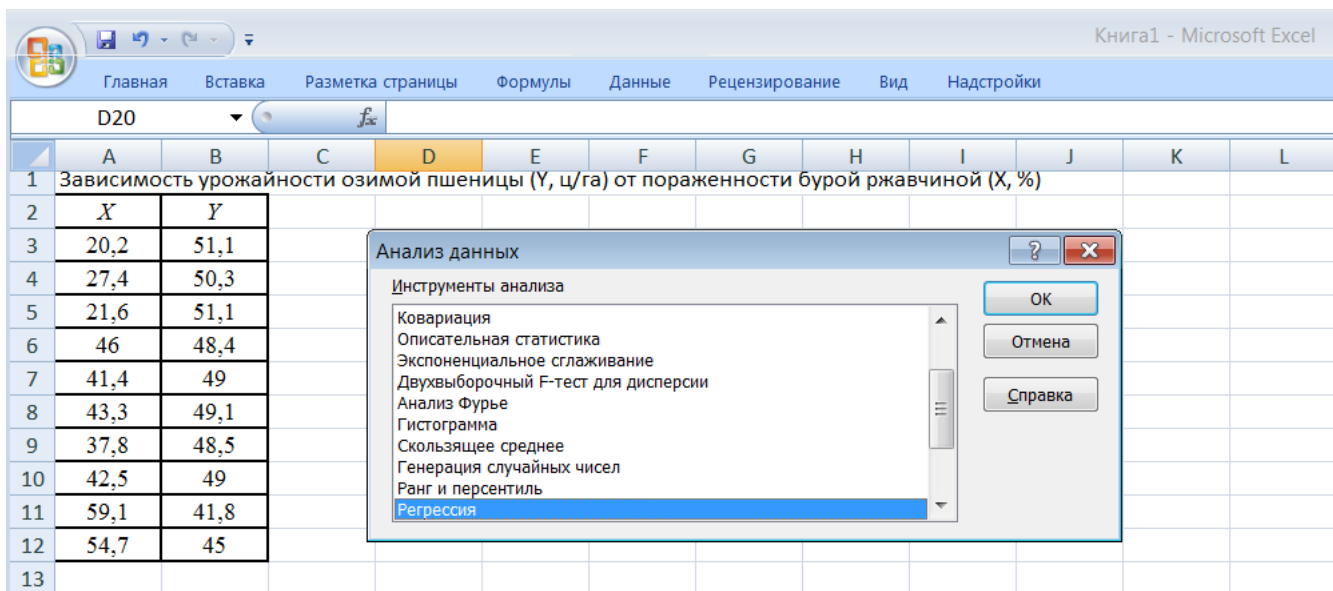 Книга1 - Microsoft Excel
Главная Вставка Разметка страницы Формулы Данные Рецензирование Вид Надстройки
D20 fx
A B C D E F G H I J K L
1 Зависимость урожайности озимой пшеницы (Y, ц/га) от пораженности бурой ржавчиной (X, %)
2 X Y
3 20,2 51,1
4 27,4 50,3
5 21,6 51,1
6 46 48,4
7 41,4 49
8 43,3 49,1
9 37,8 48,5
10 42,5 49
11 59,1 41,8
12 54,7 45
13
Анализ данных
Инструменты анализа
Ковариация
Описательная статистика
Экспоненциальное сглаживание
Двухвыборочный F-тест для дисперсии
Анализ Фурье
Гистограмма
Скользящее среднее
Генерация случайных чисел
Ранг и персентиль
Регрессия
ОК
Отмена
Справка